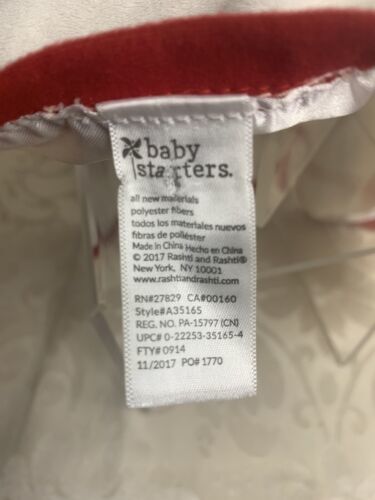 baby
starters.
all new materials
polyester fibers
todos los materiales nuevos
fibras de poliéster
Made in China Hecho en China
© 2017 Rashti and Rashti®
New York, NY 10001
www.rashtiandrashti.com
RN#27829 CA#00160
Style#A35165
REG. NO. PA-15797 (CN)
UPC# 0-22253-35165-4
FTY# 0914
11/2017 PO# 1770